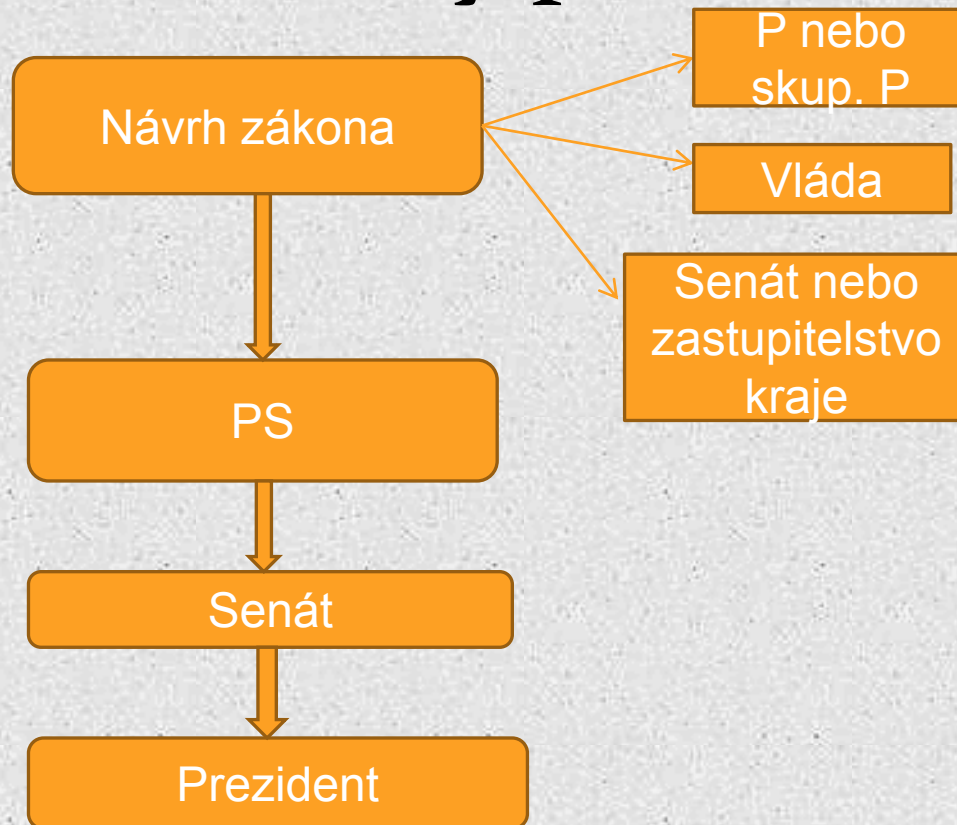 P nebo
skup. P
Návrh zákona
Vláda
Senát nebo
zastupitelstvo
kraje
PS
Senát
Prezident